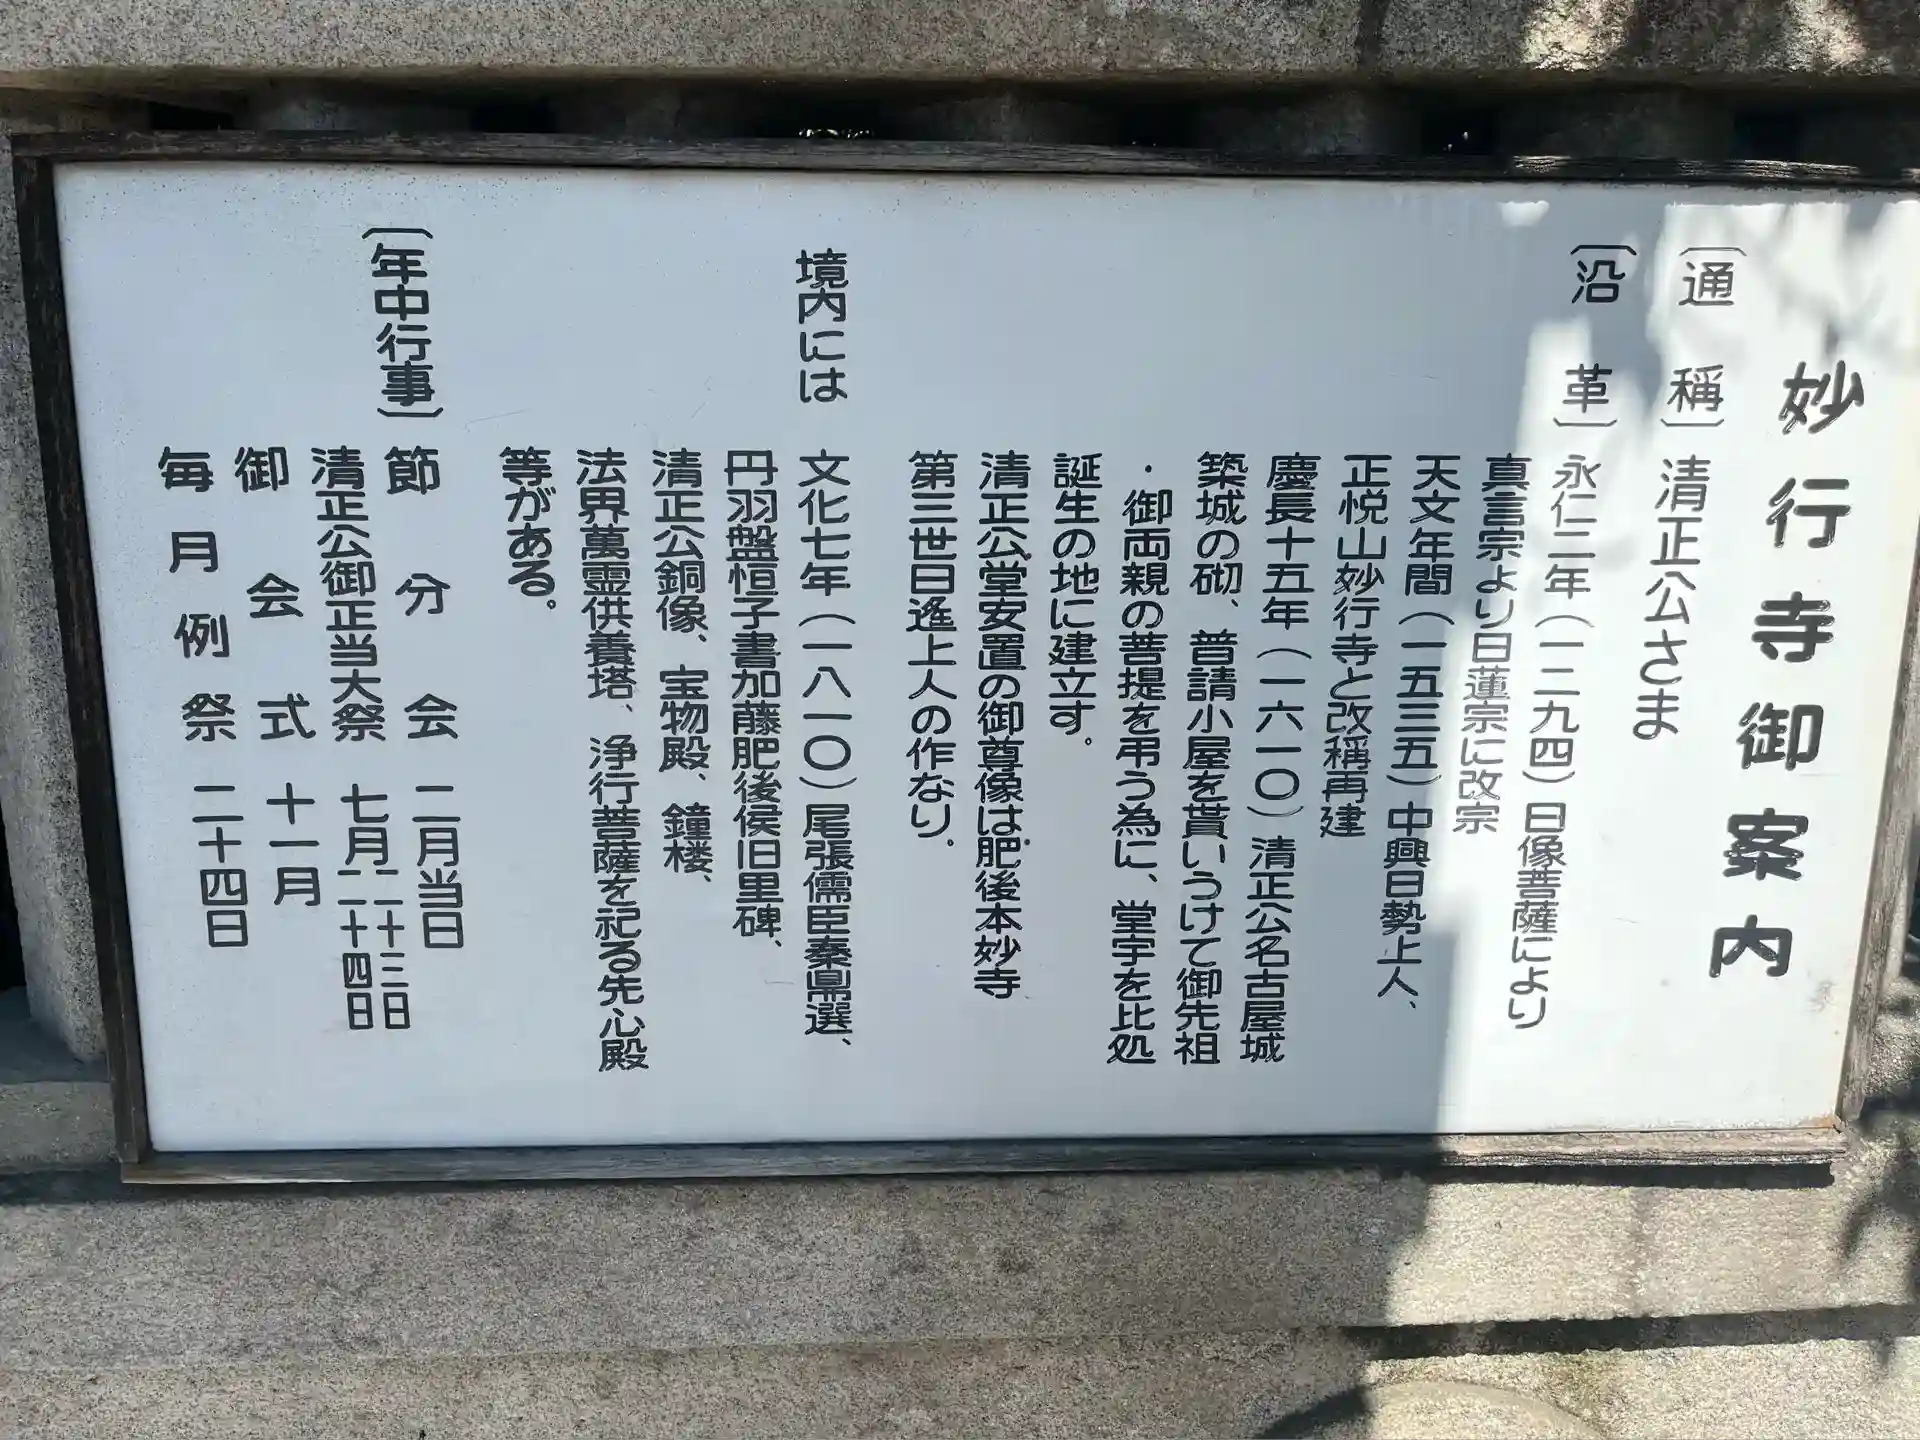 妙行寺御案内
〔通稱〕清正公さま
〔沿革〕永仁二年（一二九四）日像菩薩により
真言宗より日蓮宗に改宗
天文年間（一五三五）中興日勢上人、
正悦山妙行寺と改稱再建
慶長十五年（一六一〇）清正公名古屋城
築城の砌、普請小屋を貰いうけて御先祖
・御両親の菩提を弔う為に、堂宇を比処
誕生の地に建立す。
清正公堂安置の御尊像は肥後本妙寺
第三世日遙上人の作なり.
境内には 文化七年（一八一〇）尾張儒臣秦鼎選、
丹羽盤恒子書加藤肥後侯旧里碑、
清正公銅像、宝物殿、鐘楼、
法界萬霊供養塔、浄行菩薩を祀る先心殿
等がある。
〔年中行事〕節分会 二月当日
清正公御正当大祭 七月二十三日
二十四日
御会式 十一月
毎月例祭 二十四日